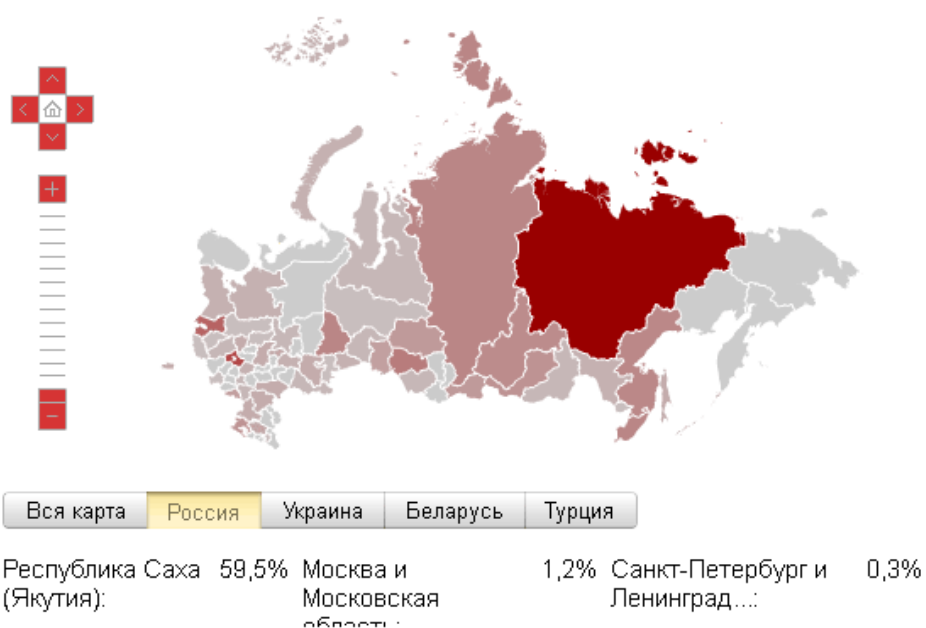 Вся карта Россия Украина Беларусь Турция
Республика Саха 59,5% Москва и 1,2% Санкт-Петербург и 0,3%
(Якутия): Московская Ленинград...:
область: